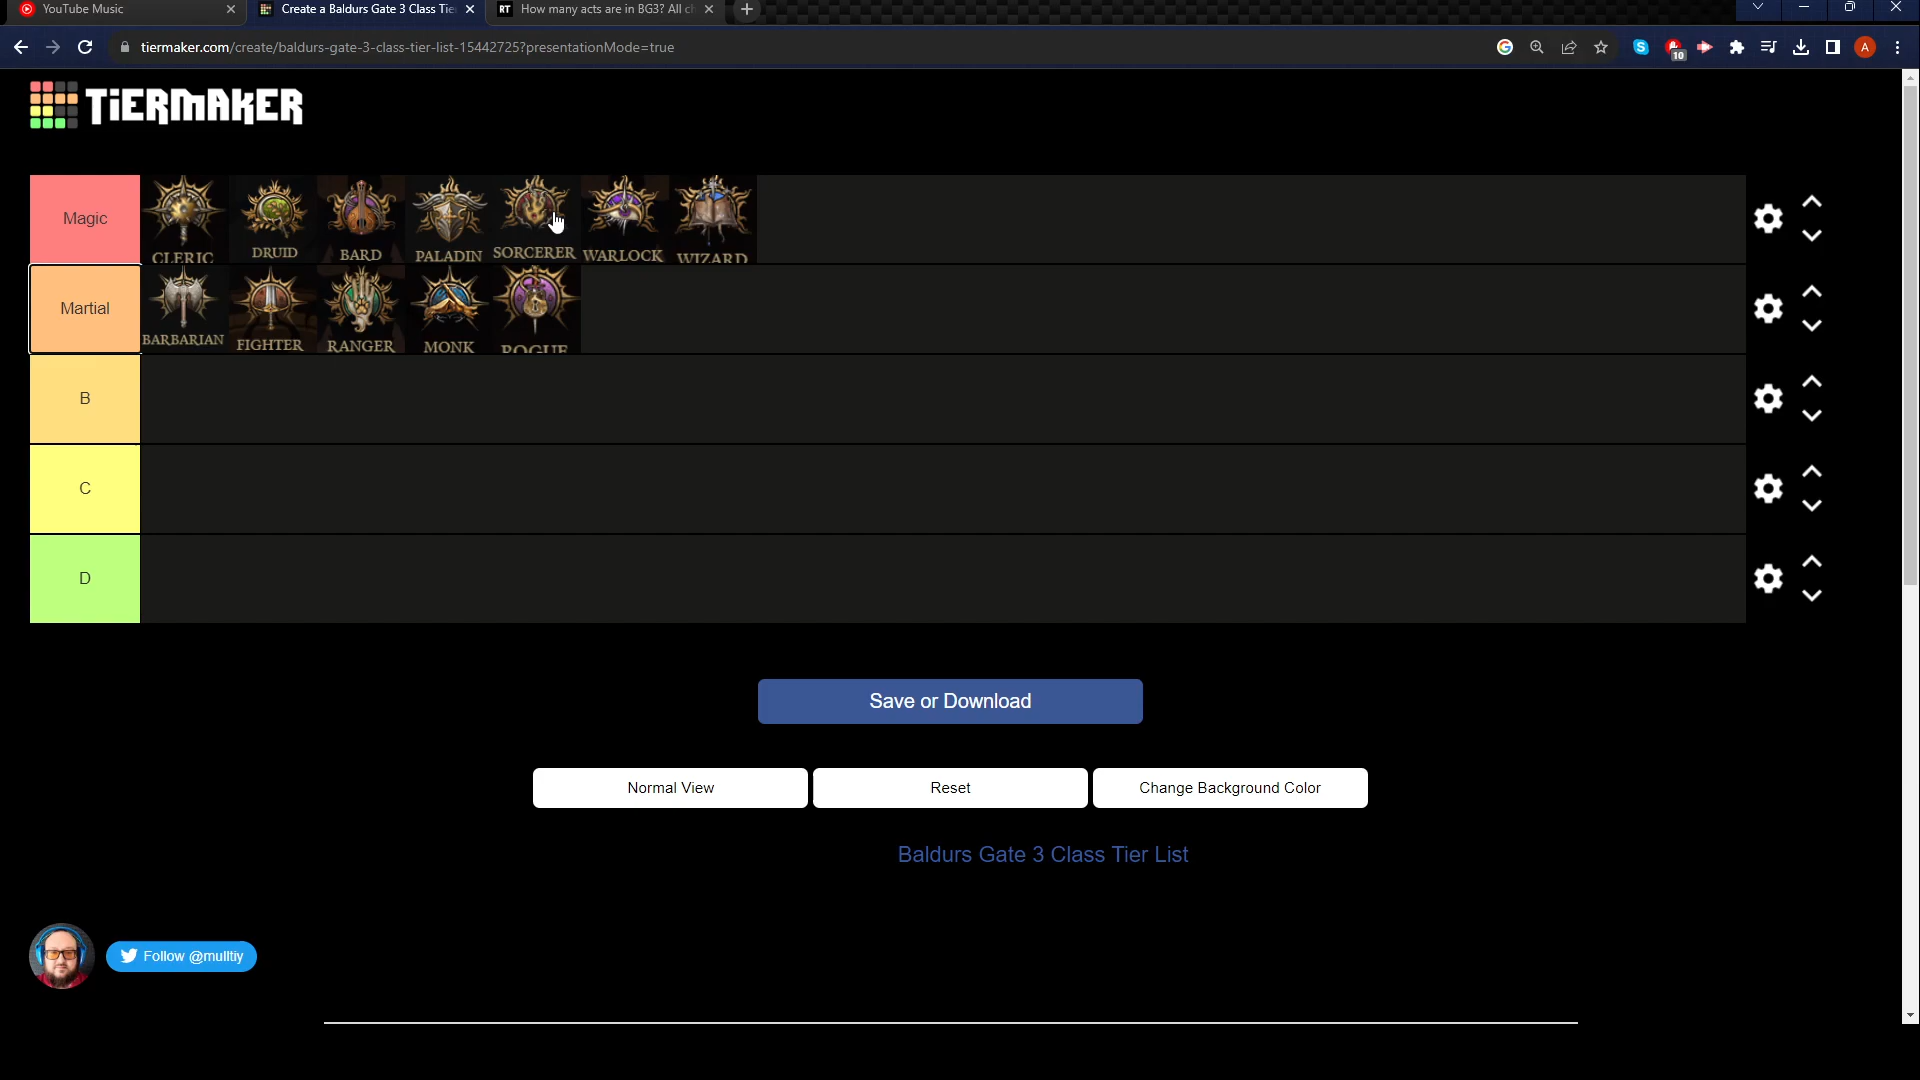 YouTube Music
Create a Baldurs Gate 3 Class Tie
RT How many acts are in BG3? All ch
tiermaker.com/create/baldurs-gate-3-class-tier-list-15442725?presentationMode=true
10
A
TiERMAKER
Magic
CLERIC DRUID BARD PALADIN SORCERER WARLOCK WIZARD
Martial
BARBARIAN FIGHTER RANGER MONK ROGUE
B
C
D
Save or Download
Normal View
Reset
Change Background Color
Baldurs Gate 3 Class Tier List
Follow @mulltiy